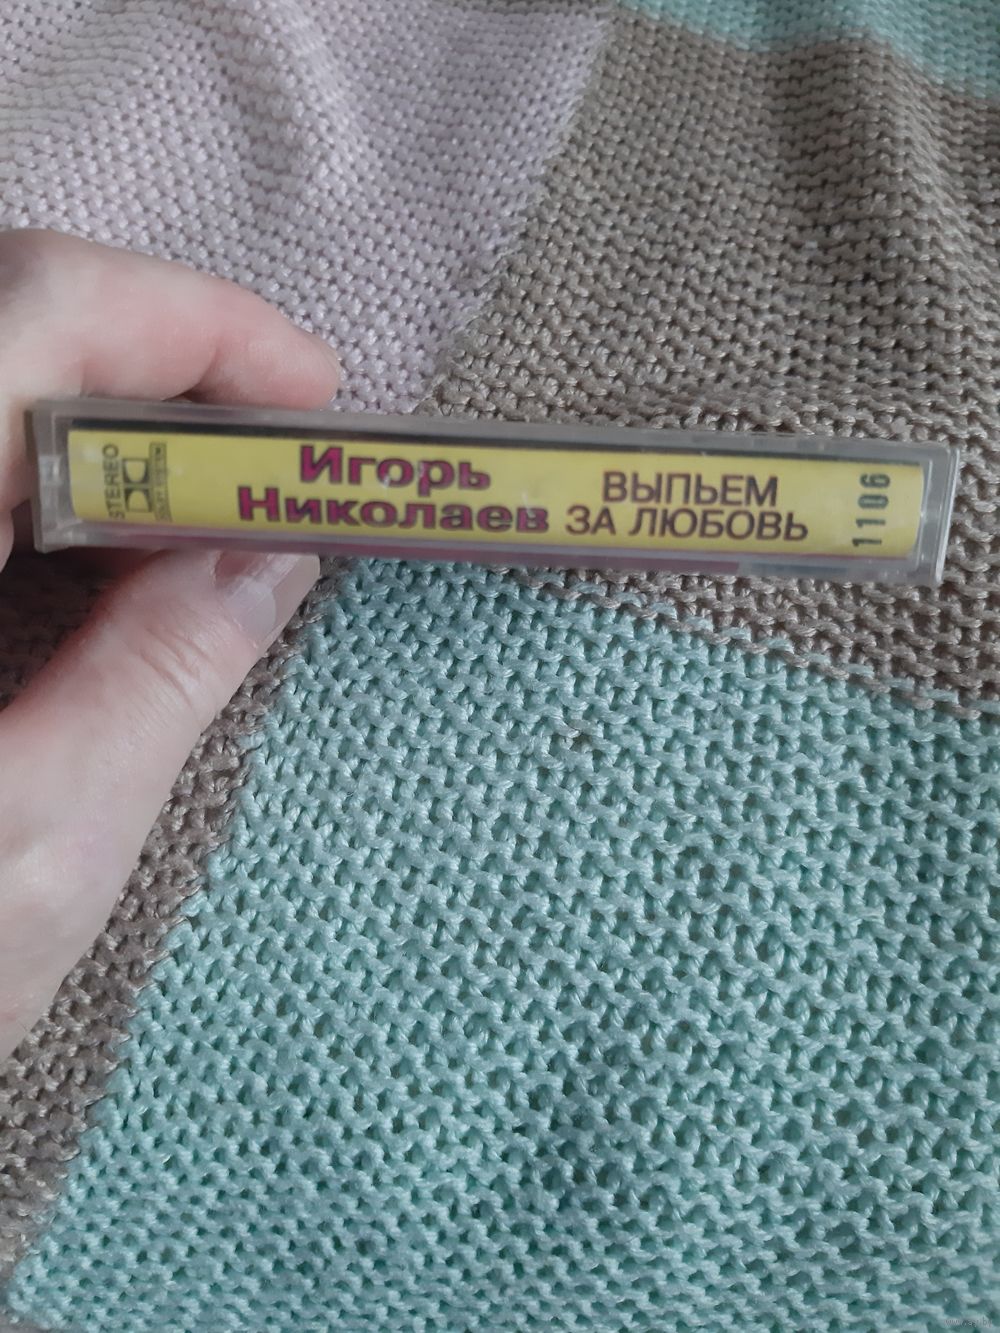 STEREO
Игорь
Николаев
ВЫПЬЕМ
ЗА ЛЮБОВЬ
1106